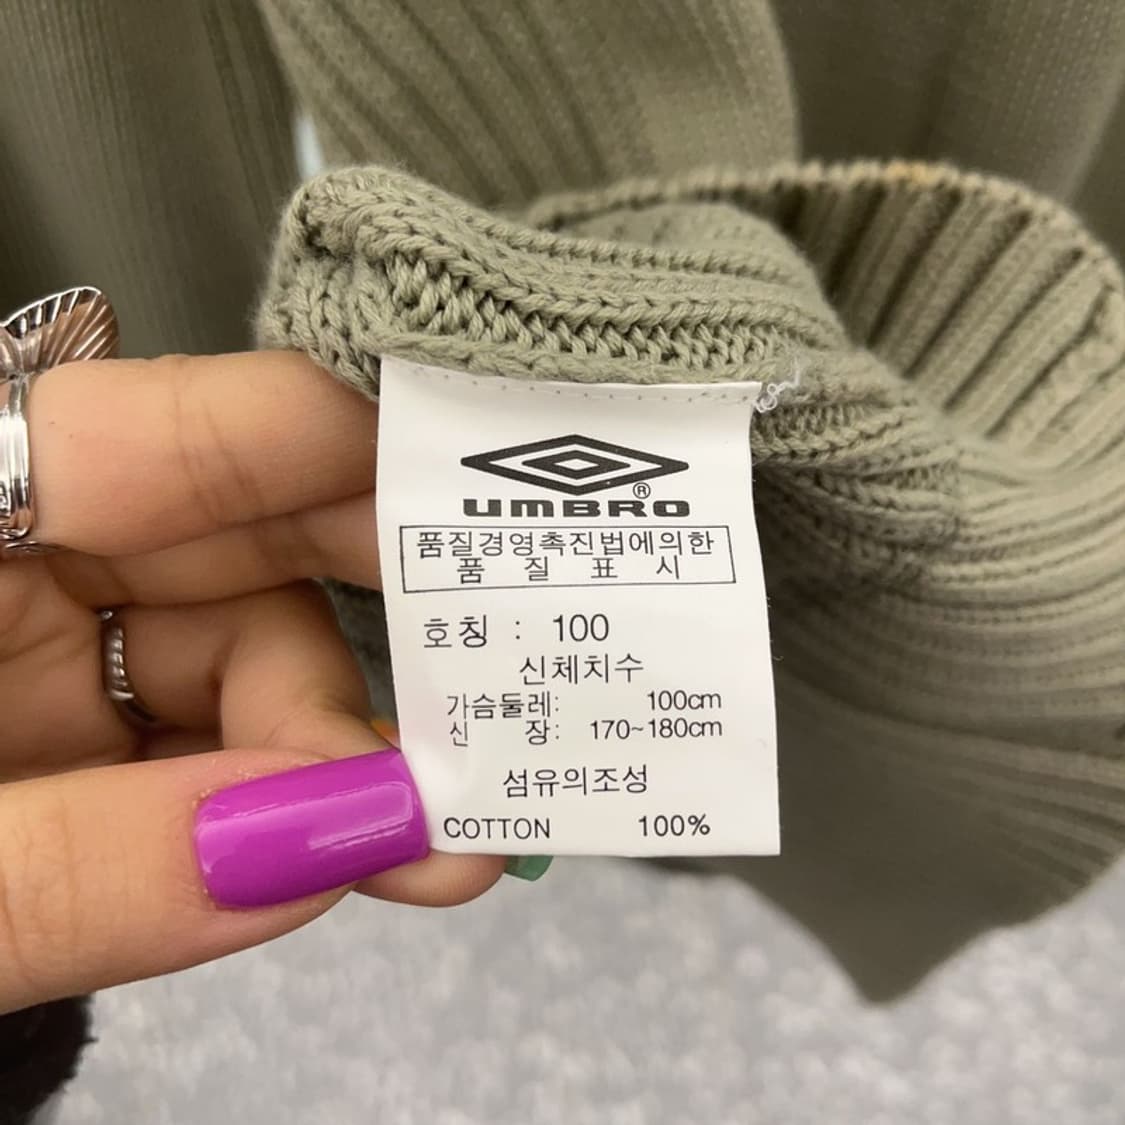 UMBRO®
품질경영촉진법에의한
품 질 표 시
호칭 : 100
신체치수
가슴둘레: 100cm
신 장: 170~180cm
섬유의조성
COTTON 100%